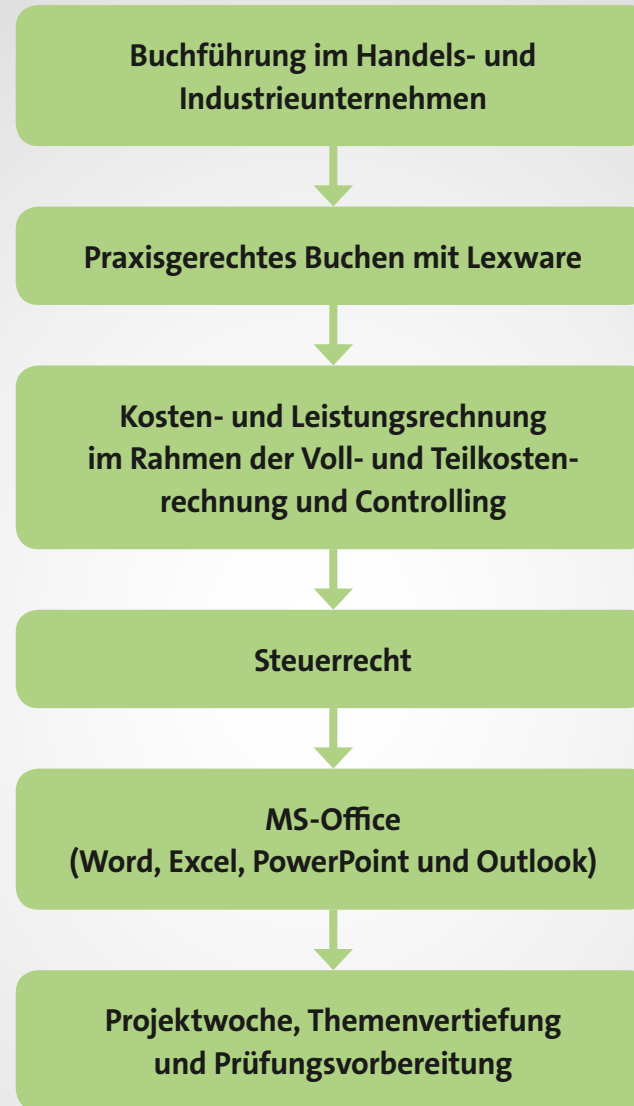 Buchführung im Handels- und
Industrieunternehmen
Praxisgerechtes Buchen mit Lexware
Kosten- und Leistungsrechnung
im Rahmen der Voll- und Teilkosten-
rechnung und Controlling
Steuerrecht
MS-Office
(Word, Excel, PowerPoint und Outlook)
Projektwoche, Themenvertiefung
und Prüfungsvorbereitung